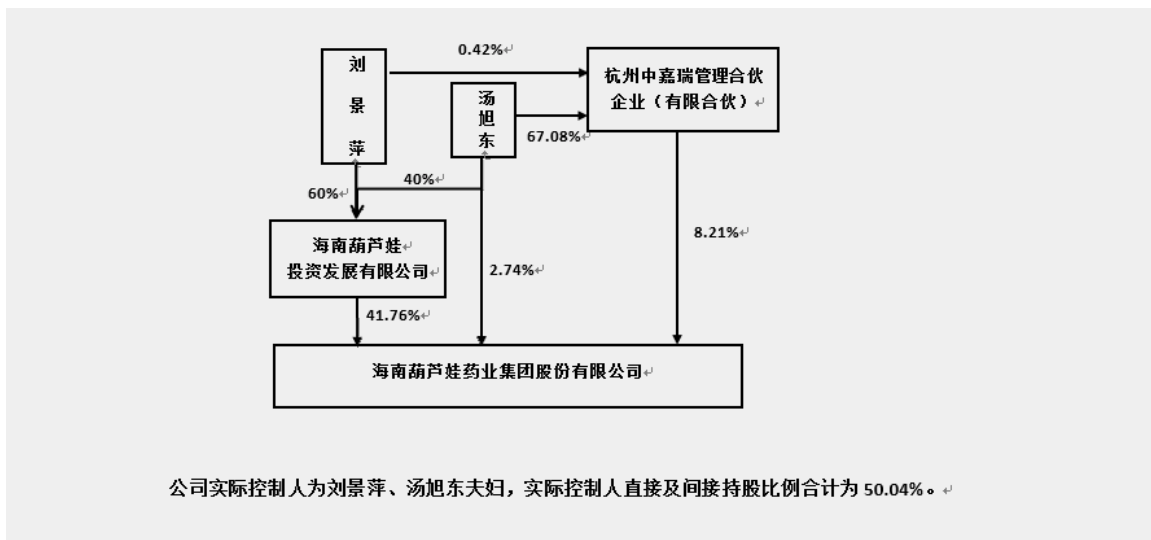 刘景萍
0.42%
杭州中嘉瑞管理合伙
企业（有限合伙）
汤旭东
67.08%
40%
60%
海南葫芦娃
投资发展有限公司
8.21%
2.74%
41.76%
海南葫芦娃药业集团股份有限公司
公司实际控制人为刘景萍、汤旭东夫妇，实际控制人直接及间接持股比例合计为 50.04%。